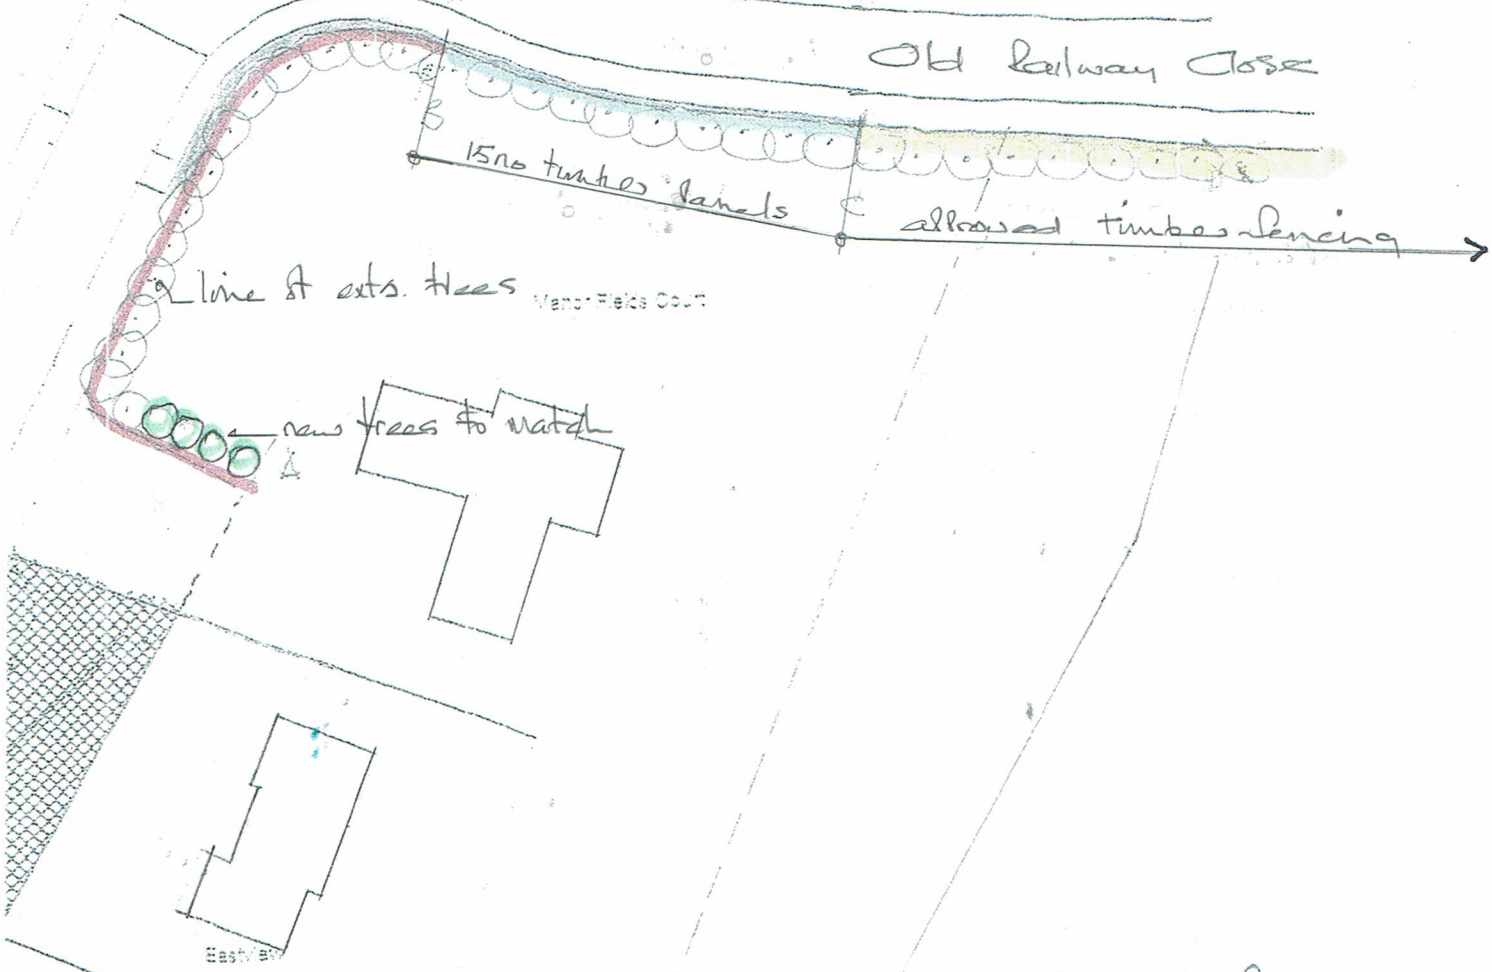 Old Railway Close
B
15no timber panels
C
allowed timber fencing
line of exts. trees
Manor Fields Court
new trees to match
A
Eastview